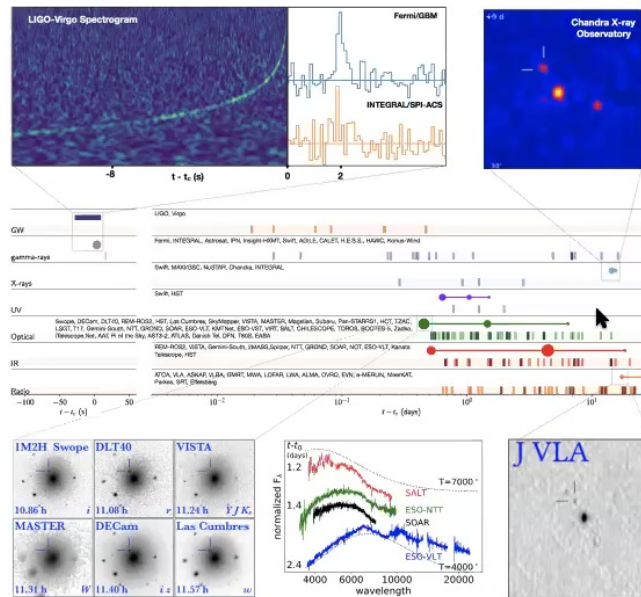 LIGO-Virgo Spectrogram
Fermi/GBM
INTEGRAL/SPI-ACS
-8
0
2
t - tc (s)
Chandra X-ray
Observatory
+9 d
GW
LIGO, Virgo
gamma-rays
Fermi, INTEGRAL, Astrosat, IPN, Insight-HXMT, Swift, AGILE, CALET, H.E.S.S., HAWC, Konus-Wind
X-rays
Swift, MAXI/GSC, NuSTAR, Chandra, INTEGRAL
UV
Swift, HST
Optical
Swope, DECam, DLT40, REM-ROS2, HST, Las Cumbres, SkyMapper, VISTA, MASTER, Magellan, Subaru, Pan-STARRS1, HCT, TZAC,
LSGT, T17, Gemini-South, NTT, GROND, SOAR, ESO-VLT, KMTNet, ESO-VST, VIRT, SALT, CHILESCOPE, TOROS, BOOTES-5, Zadko,
iTelescope.Net, AAT, Pi of the Sky, AST3-2, ATLAS, Danish Tel, DFN, T80S, EABA
IR
REM-ROS2, VISTA, Gemini-South, 2MASS,Spitzer, NTT, GROND, SOAR, NOT, ESO-VLT, Kanata
Telescope, HST
Radio
ATCA, VLA, ASKAP, VLBA, GMRT, MWA, LOFAR, LWA, ALMA, OVRO, EVN, e-MERLIN, MeerKAT,
Parkes, SRT, Effelsberg
-100 -50 0 50
t - tc (s)
10-2 10-1 100 101
t - tc (days)
1M2H Swope
10.86 h i
DLT40
11.08 h r
VISTA
11.24 h YJKs
MASTER
11.31 h W
DECam
11.40 h iz
Las Cumbres
11.57 h w
t-t0
(days)
1.2
1.4
2.4
normalized Fλ
T=7000°
SALT
ESO-NTT
SOAR
ESO-VLT
T=4000°
4000 6000 10000 20000
wavelength
J VLA